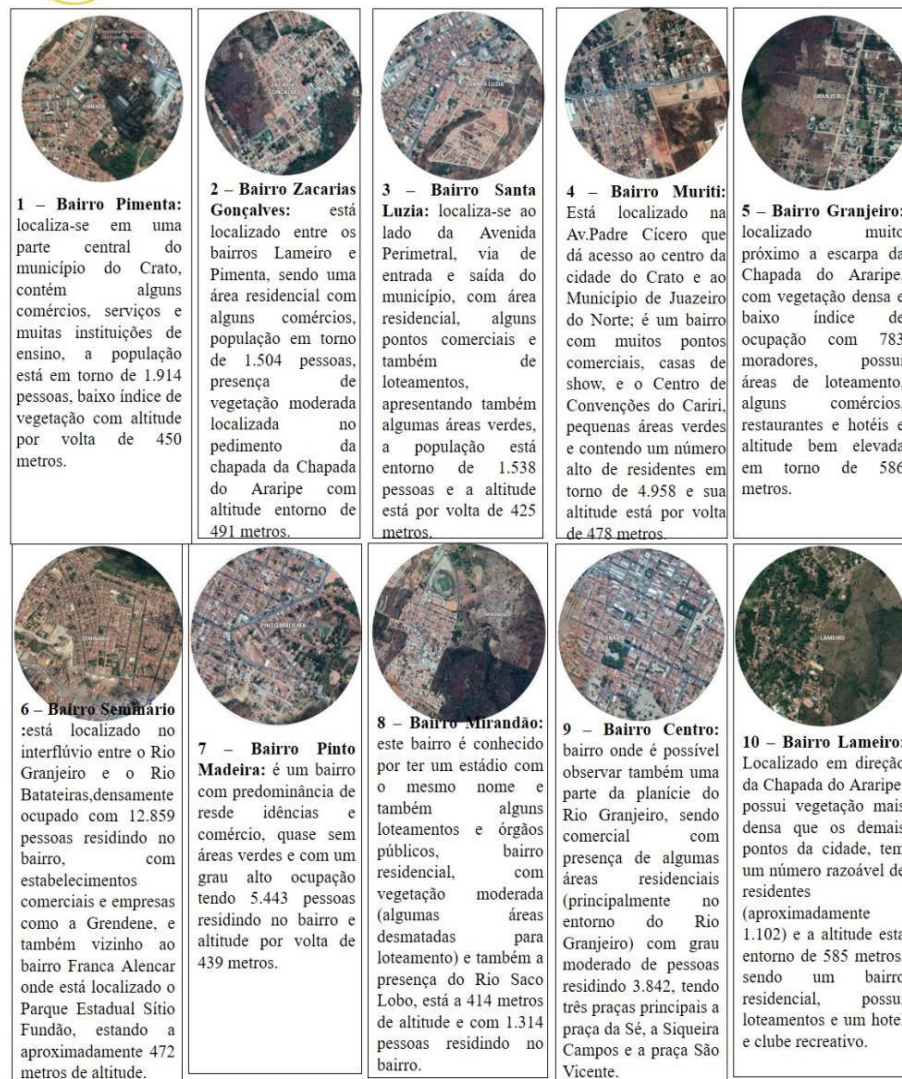 PIMENTA
ZACARIAS
GONÇALVES
SANTA LUZIA
GRANJEIRO
1 – Bairro Pimenta:
localiza-se em uma
parte central do
município do Crato,
contém alguns
comércios, serviços e
muitas instituições de
ensino, a população
está em torno de 1.914
pessoas, baixo índice de
vegetação com altitude
por volta de 450
metros.
2 – Bairro Zacarias
Gonçalves: está
localizado entre os
bairros Lameiro e
Pimenta, sendo uma
área residencial com
alguns comércios,
população em torno
de 1.504 pessoas,
presença de
vegetação moderada
localizada no
pedimento da
chapada da Chapada
do Araripe com
altitude entorno de
491 metros.
3 – Bairro Santa
Luzia: localiza-se ao
lado da Avenida
Perimetral, via de
entrada e saída do
município, com área
residencial, alguns
pontos comerciais e
também de
loteamentos,
apresentando também
algumas áreas verdes,
a população está
entorno de 1.538
pessoas e a altitude
está por volta de 425
metros.
4 – Bairro Muriti:
Está localizado na
Av.Padre Cícero que
dá acesso ao centro da
cidade do Crato e ao
Município de Juazeiro
do Norte; é um bairro
com muitos pontos
comerciais, casas de
show, e o Centro de
Convenções do Cariri,
pequenas áreas verdes
e contendo um número
alto de residentes em
torno de 4.958 e sua
altitude está por volta
de 478 metros.
5 – Bairro Granjeiro:
localizado muito
próximo a escarpa da
Chapada do Araripe,
com vegetação densa e
baixo índice de
ocupação com 783
moradores, possui
áreas de loteamento,
alguns comércios,
restaurantes e hotéis e
altitude bem elevada
em torno de 586
metros.
SEMINÁRIO
PINTO MADEIRA
MIRANDÃO
CENTRO
LAMEIRO
6 – Bairro Seminário
:está localizado no
interflúvio entre o Rio
Granjeiro e o Rio
Batateiras,densamente
ocupado com 12.859
pessoas residindo no
bairro, com
estabelecimentos
comerciais e empresas
como a Grendene, e
também vizinho ao
bairro Franca Alencar
onde está localizado o
Parque Estadual Sítio
Fundão, estando a
aproximadamente 472
metros de altitude.
7 – Bairro Pinto
Madeira: é um bairro
com predominância de
resde idências e
comércio, quase sem
áreas verdes e com um
grau alto ocupação
tendo 5.443 pessoas
residindo no bairro e
altitude por volta de
439 metros.
8 – Bairro Mirandão:
este bairro é conhecido
por ter um estádio com
o mesmo nome e
também alguns
loteamentos e órgãos
públicos, bairro
residencial, com
vegetação moderada
(algumas áreas
desmatadas para
loteamento) e também a
presença do Rio Saco
Lobo, está a 414 metros
de altitude e com 1.314
pessoas residindo no
bairro.
9 – Bairro Centro:
bairro onde é possível
observar também uma
parte da planície do
Rio Granjeiro, sendo
comercial com
presença de algumas
áreas residenciais
(principalmente no
entorno do Rio
Granjeiro) com grau
moderado de pessoas
residindo 3.842, tendo
três praças principais a
praça da Sé, a Siqueira
Campos e a praça São
Vicente.
10 – Bairro Lameiro:
Localizado em direção
da Chapada do Araripe
possui vegetação mais
densa que os demais
pontos da cidade, tem
um número razoável de
residentes
(aproximadamente
1.102) e a altitude esta
entorno de 585 metros
sendo um bairro
residencial, possui
loteamentos e um hotel
e clube recreativo.